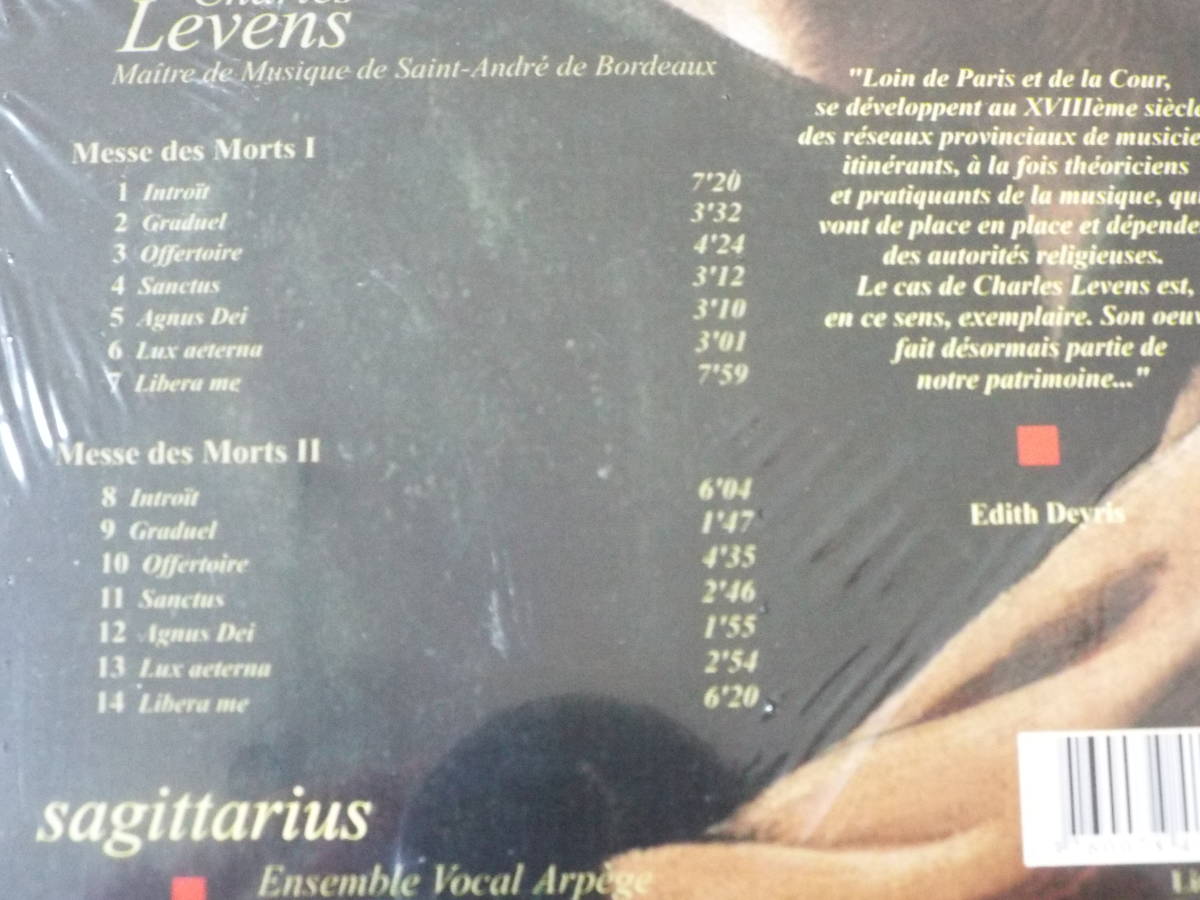 Charles
Levens
Maître de Musique de Saint-André de Bordeaux
Messe des Morts I
1 Introït 7'20
2 Graduel 3'32
3 Offertoire 4'24
4 Sanctus 3'12
5 Agnus Dei 3'10
6 Lux aeterna 3'01
7 Libera me 7'59
Messe des Morts II
8 Introït 6'04
9 Graduel 1'47
10 Offertoire 4'35
11 Sanctus 2'46
12 Agnus Dei 1'55
13 Lux aeterna 2'54
14 Libera me 6'20
sagittarius
Ensemble Vocal Arpège
"Loin de Paris et de la Cour,
se développent au XVIIIème siècle
des réseaux provinciaux de musicie
itinérants, à la fois théoriciens
et pratiquants de la musique, qui
vont de place en place et dépende
des autorités religieuses.
Le cas de Charles Levens est,
en ce sens, exemplaire. Son oeuv
fait désormais partie de
notre patrimoine..."
Edith Deyris